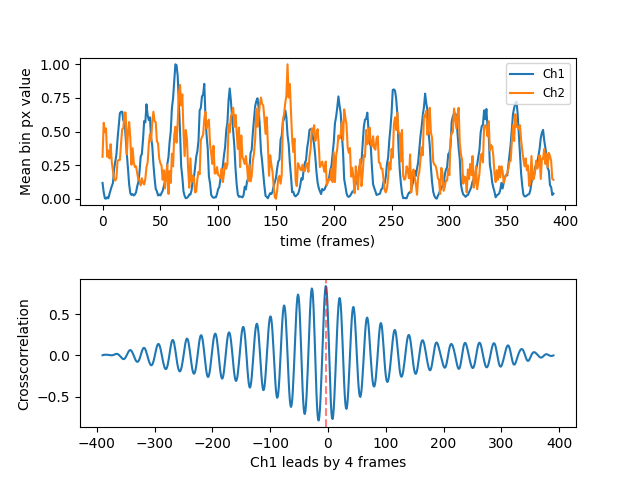 Mean bin px value
1.00
0.75
0.50
0.25
0.00
Ch1
Ch2
0 50 100 150 200 250 300 350 400
time (frames)
Crosscorrelation
0.5
0.0
−0.5
−400 −300 −200 −100 0 100 200 300 400
Ch1 leads by 4 frames